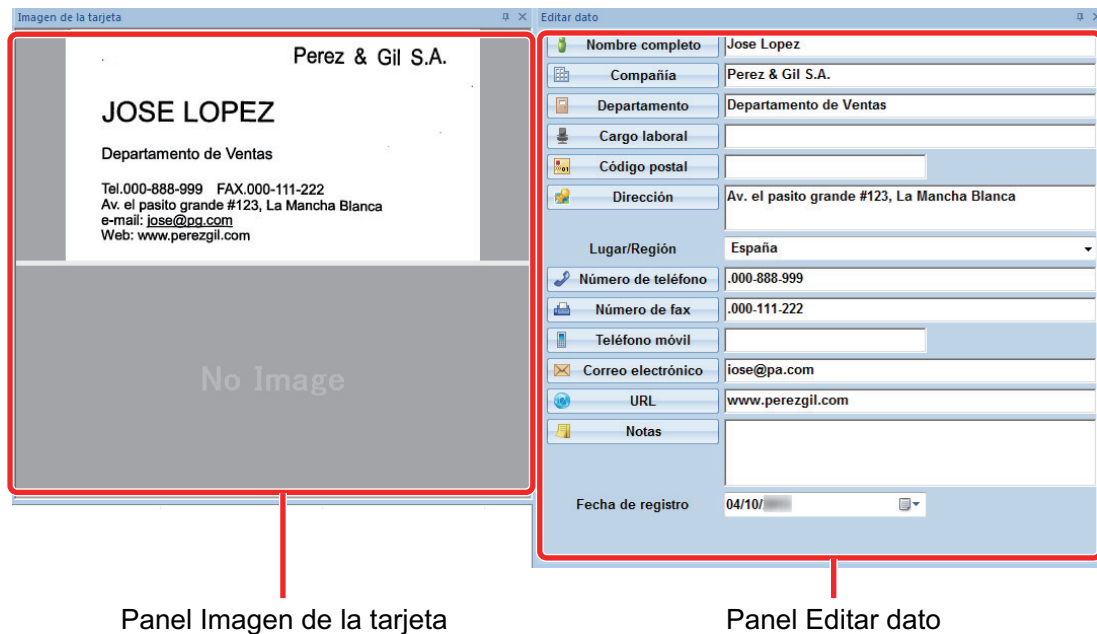 Imagen de la tarjeta
Perez & Gil S.A.
JOSE LOPEZ
Departamento de Ventas
Tel.000-888-999 FAX.000-111-222
Av. el pasito grande #123, La Mancha Blanca
e-mail: jose@pg.com
Web: www.perezgil.com
No Image
Editar dato
Nombre completo Jose Lopez
Compañía Perez & Gil S.A.
Departamento Departamento de Ventas
Cargo laboral
Código postal
Dirección Av. el pasito grande #123, La Mancha Blanca
Lugar/Región España
Número de teléfono .000-888-999
Número de fax .000-111-222
Teléfono móvil
Correo electrónico iose@pa.com
URL www.perezgil.com
Notas
Fecha de registro 04/10/
Panel Imagen de la tarjeta
Panel Editar dato